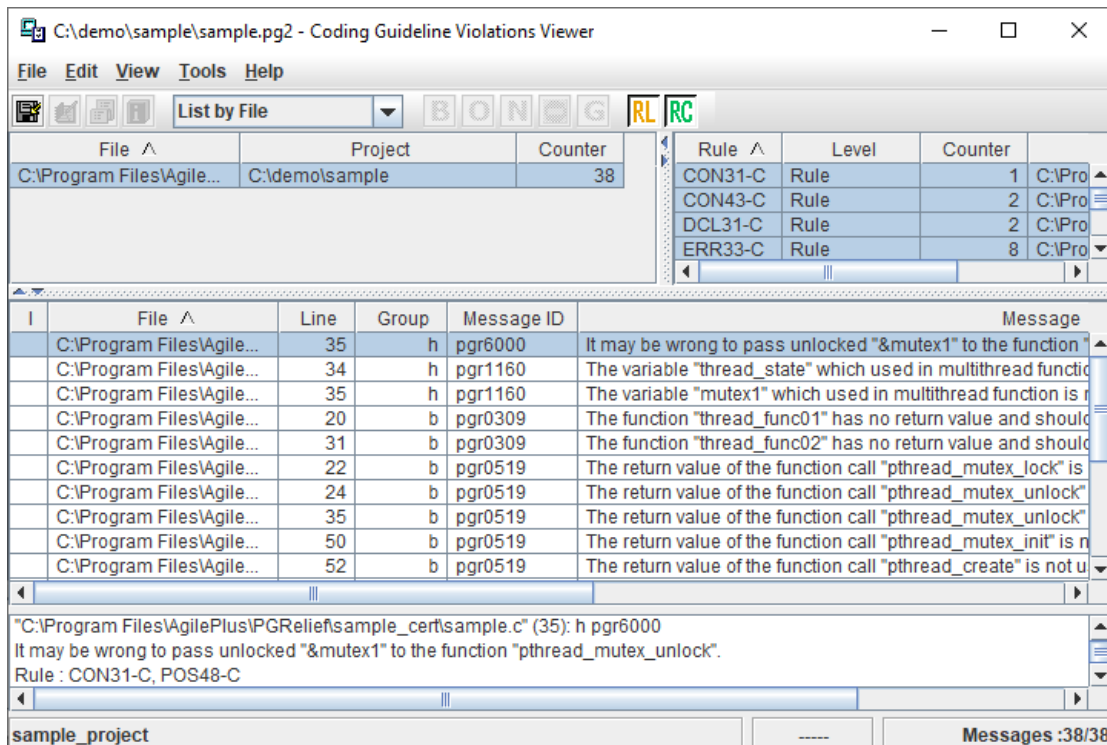 C:\demo\sample\sample.pg2 - Coding Guideline Violations Viewer
File Edit View Tools Help
List by File B O N G RL RC
File Project Counter
C:\Program Files\Agile... C:\demo\sample 38
Rule Level Counter
CON31-C Rule 1 C:\Pro
CON43-C Rule 2 C:\Pro
DCL31-C Rule 2 C:\Pro
ERR33-C Rule 8 C:\Pro
I File Line Group Message ID Message
C:\Program Files\Agile... 35 h pgr6000 It may be wrong to pass unlocked "&mutex1" to the function "
C:\Program Files\Agile... 34 h pgr1160 The variable "thread_state" which used in multithread functio
C:\Program Files\Agile... 35 h pgr1160 The variable "mutex1" which used in multithread function is
C:\Program Files\Agile... 20 b pgr0309 The function "thread_func01" has no return value and should
C:\Program Files\Agile... 31 b pgr0309 The function "thread_func02" has no return value and should
C:\Program Files\Agile... 22 b pgr0519 The return value of the function call "pthread_mutex_lock" is
C:\Program Files\Agile... 24 b pgr0519 The return value of the function call "pthread_mutex_unlock"
C:\Program Files\Agile... 35 b pgr0519 The return value of the function call "pthread_mutex_unlock"
C:\Program Files\Agile... 50 b pgr0519 The return value of the function call "pthread_mutex_init" is n
C:\Program Files\Agile... 52 b pgr0519 The return value of the function call "pthread_create" is not u
"C:\Program Files\AgilePlus\PGRelief\sample_cert\sample.c" (35): h pgr6000
It may be wrong to pass unlocked "&mutex1" to the function "pthread_mutex_unlock".
Rule : CON31-C, POS48-C
sample_project ----- Messages :38/38